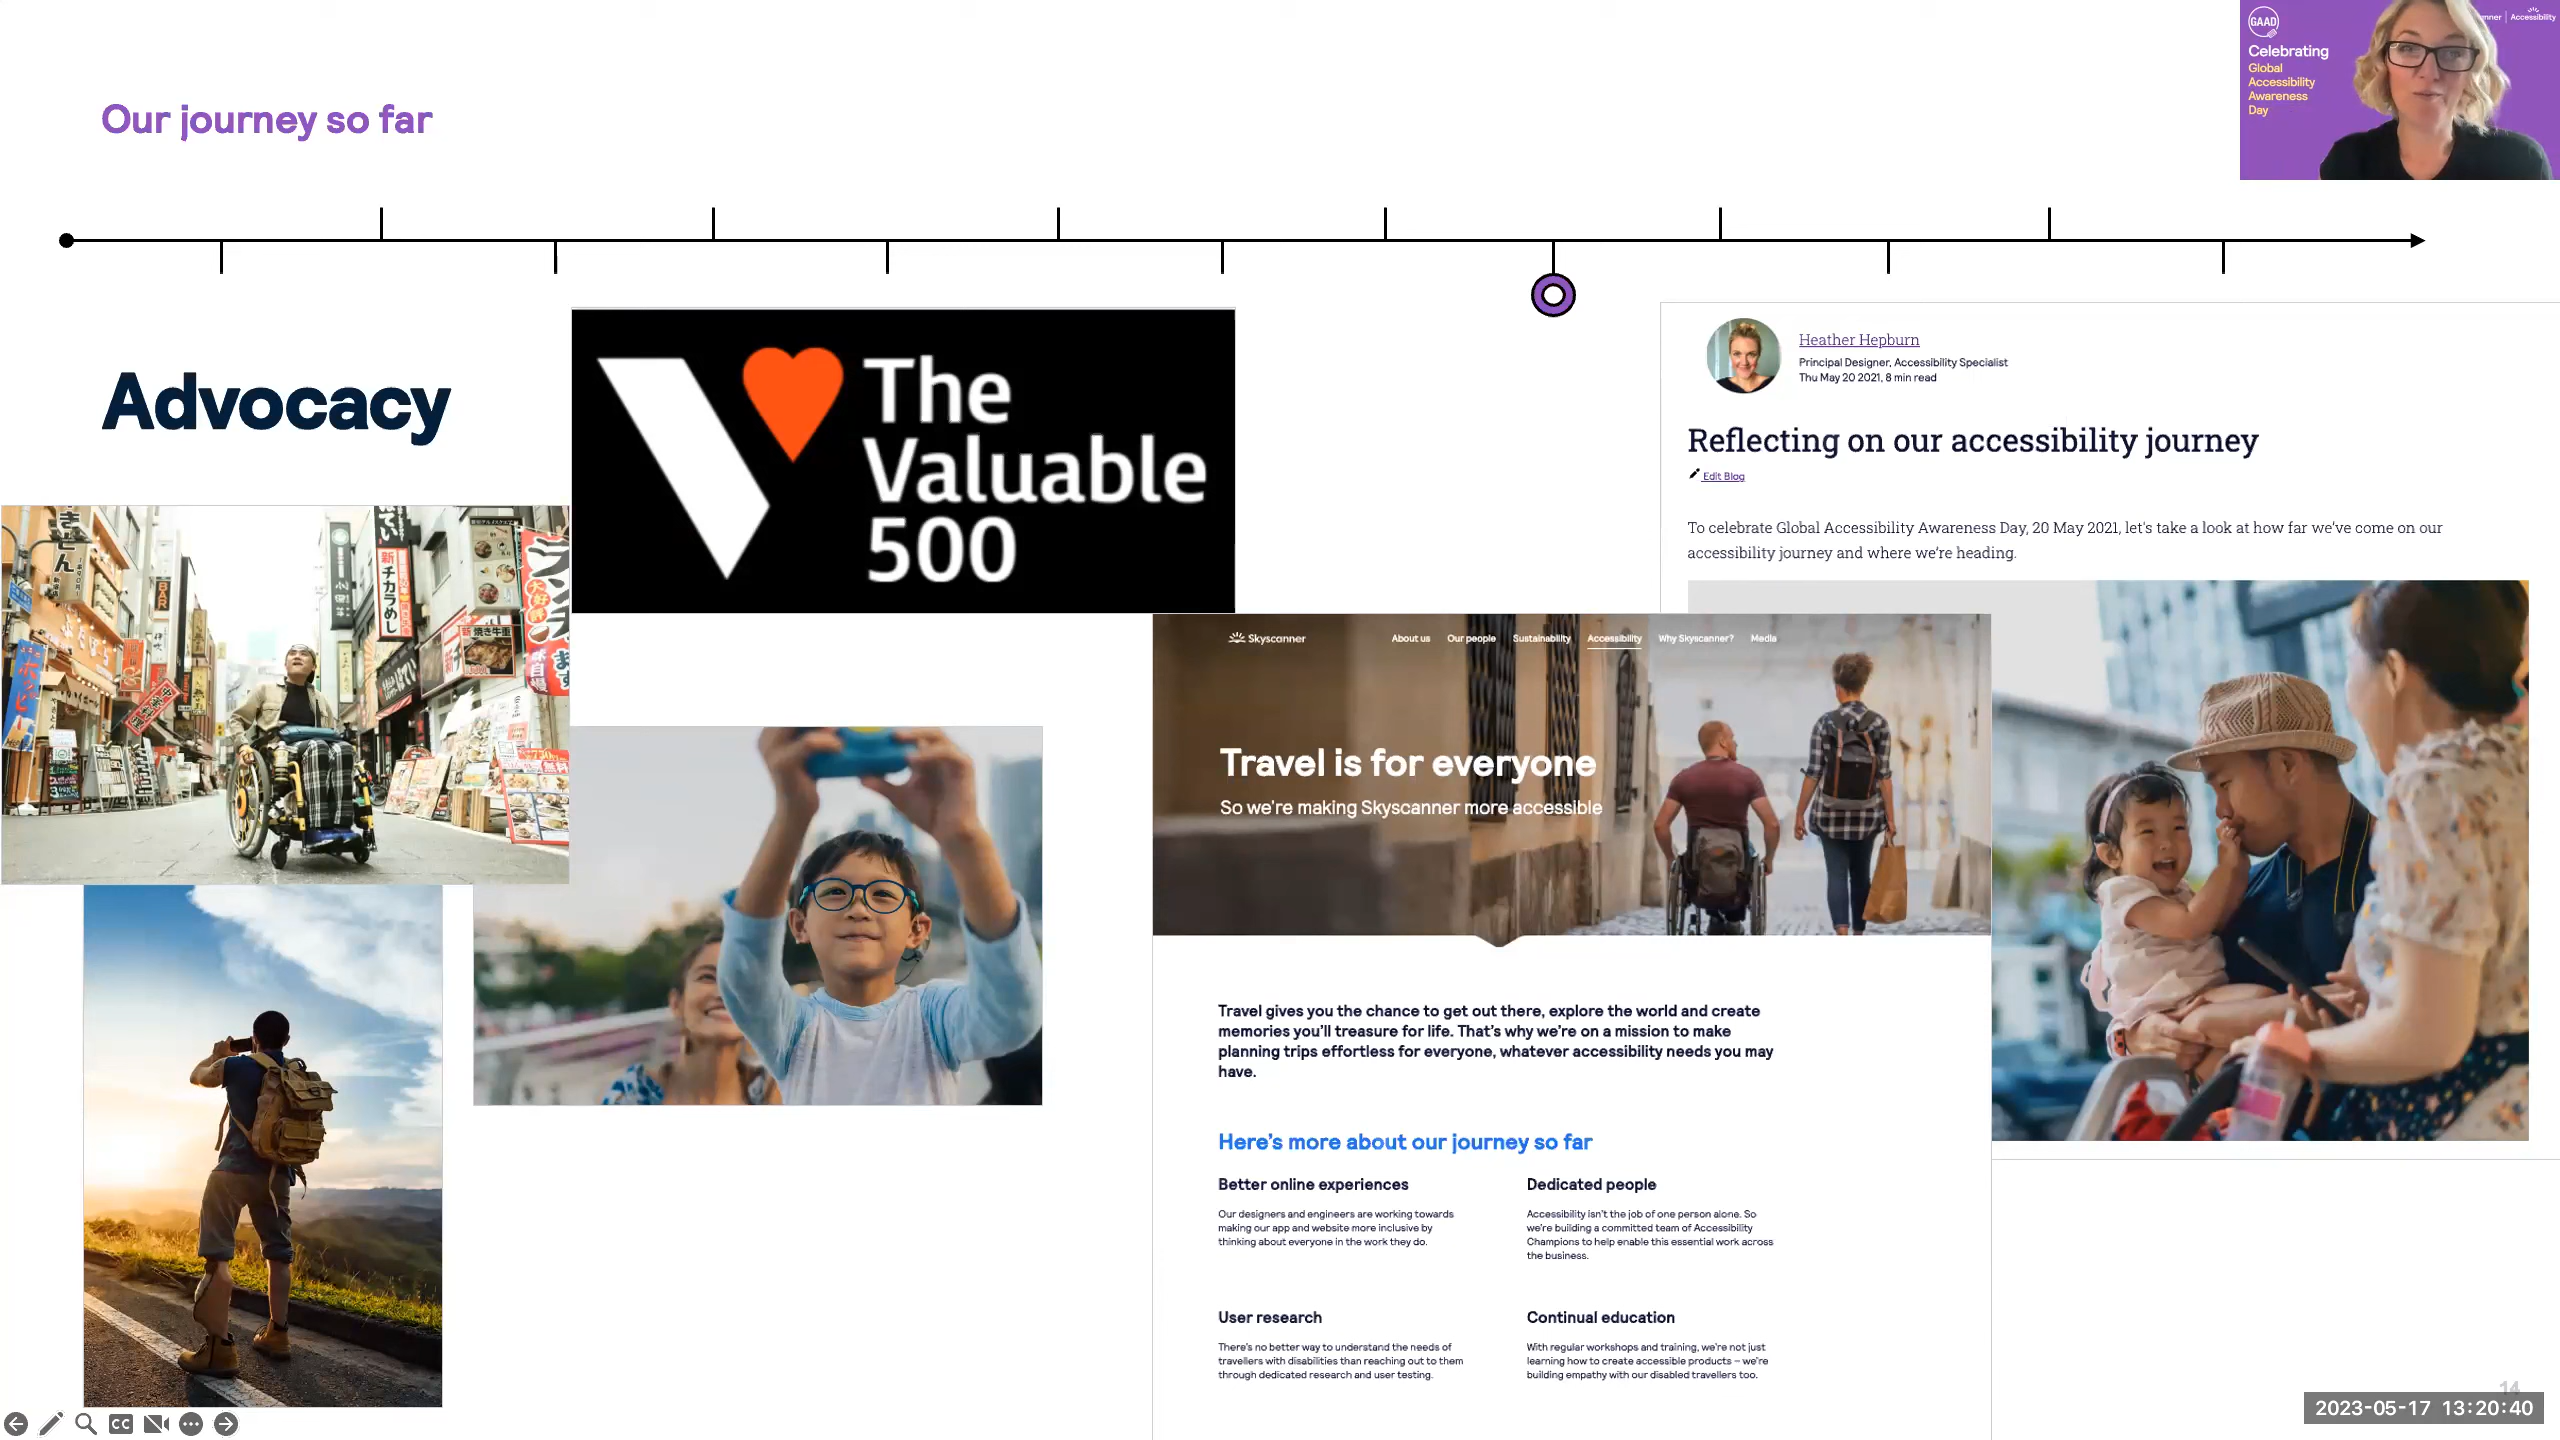 Our journey so far
GAAD
Celebrating
Global
Accessibility
Awareness
Day
Accessibility
Advocacy
The
Valuable
500
Heather Hepburn
Principal Designer, Accessibility Specialist
Thu May 20 2021, 8 min read
Reflecting on our accessibility journey
Edit Blog
To celebrate Global Accessibility Awareness Day, 20 May 2021, let's take a look at how far we've come on our
accessibility journey and where we're heading.
BAR
新チカラめし
Skyscanner
About us Our people Sustainability Accessibility Why Skyscanner? Media
Travel is for everyone
So we're making Skyscanner more accessible
Travel gives you the chance to get out there, explore the world and create
memories you'll treasure for life. That's why we're on a mission to make
planning trips effortless for everyone, whatever accessibility needs you may
have.
Here's more about our journey so far
Better online experiences
Our designers and engineers are working towards
making our app and website more inclusive by
thinking about everyone in the work they do.
Dedicated people
Accessibility isn't the job of one person alone. So
we're building a committed team of Accessibility
Champions to help enable this essential work across
the business.
User research
There's no better way to understand the needs of
travellers with disabilities than reaching out to them
through dedicated research and user testing.
Continual education
With regular workshops and training, we're not just
learning how to create accessible products – we're
building empathy with our disabled travellers too.
14
CC
2023-05-17 13:20:40